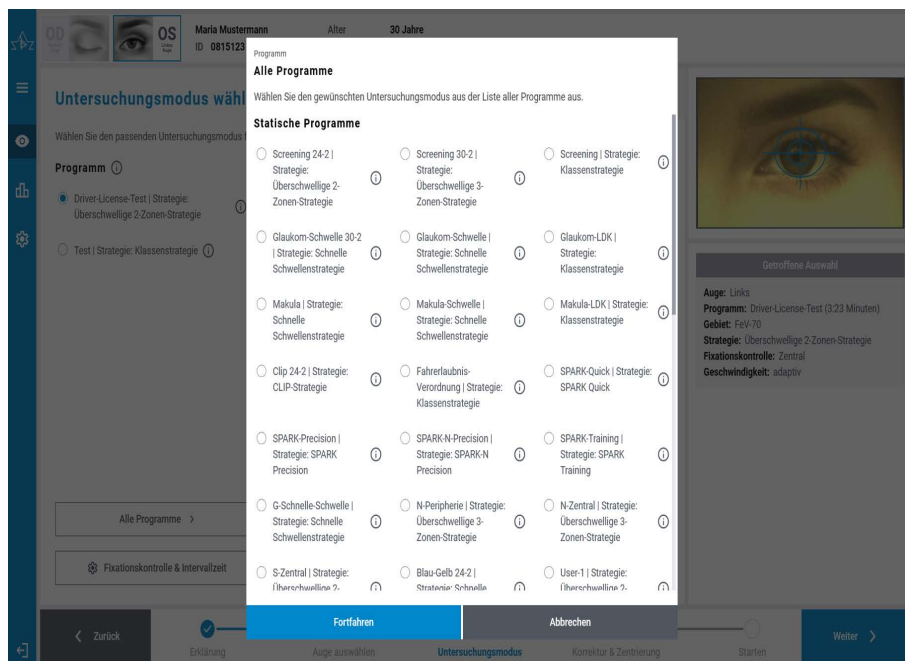 OD
OS
Linkes
Auge
Maria Mustermann
Alter
30 Jahre
ID 0815123
Untersuchungsmodus wähl
Wählen Sie den passenden Untersuchungsmodus f
Programm
Driver-License-Test | Strategie:
Überschwellige 2-Zonen-Strategie
Test | Strategie: Klassenstrategie
Alle Programme >
Fixationskontrolle & Intervallzeit
Programm
Alle Programme
Wählen Sie den gewünschten Untersuchungsmodus aus der Liste aller Programme aus.
Statische Programme
Screening 24-2 |
Strategie:
Überschwellige 2-
Zonen-Strategie
Screening 30-2 |
Strategie:
Überschwellige 3-
Zonen-Strategie
Screening | Strategie:
Klassenstrategie
Glaukom-Schwelle 30-2
| Strategie: Schnelle
Schwellenstrategie
Glaukom-Schwelle |
Strategie: Schnelle
Schwellenstrategie
Glaukom-LDK |
Strategie:
Klassenstrategie
Makula | Strategie:
Schnelle
Schwellenstrategie
Makula-Schwelle |
Strategie: Schnelle
Schwellenstrategie
Makula-LDK | Strategie:
Klassenstrategie
Clip 24-2 | Strategie:
CLIP-Strategie
Fahrerlaubnis-
Verordnung | Strategie:
Klassenstrategie
SPARK-Quick | Strategie:
SPARK Quick
SPARK-Precision |
Strategie: SPARK
Precision
SPARK-N-Precision |
Strategie: SPARK-N
Precision
SPARK-Training |
Strategie: SPARK
Training
G-Schnelle-Schwelle |
Strategie: Schnelle
Schwellenstrategie
N-Peripherie | Strategie:
Überschwellige 3-
Zonen-Strategie
N-Zentral | Strategie:
Überschwellige 3-
Zonen-Strategie
S-Zentral | Strategie:
Überschwellige 2-
Blau-Gelb 24-2 |
Strategie: Schnelle
User-1 | Strategie:
Überschwellige 2-
Fortfahren
Abbrechen
Getroffene Auswahl
Auge: Links
Programm: Driver-License-Test (3:23 Minuten)
Gebiet: FeV-70
Strategie: Überschwellige 2-Zonen-Strategie
Fixationskontrolle: Zentral
Geschwindigkeit: adaptiv
Zurück
Erklärung
Auge auswählen
Untersuchungsmodus
Korrektur & Zentrierung
Starten
Weiter